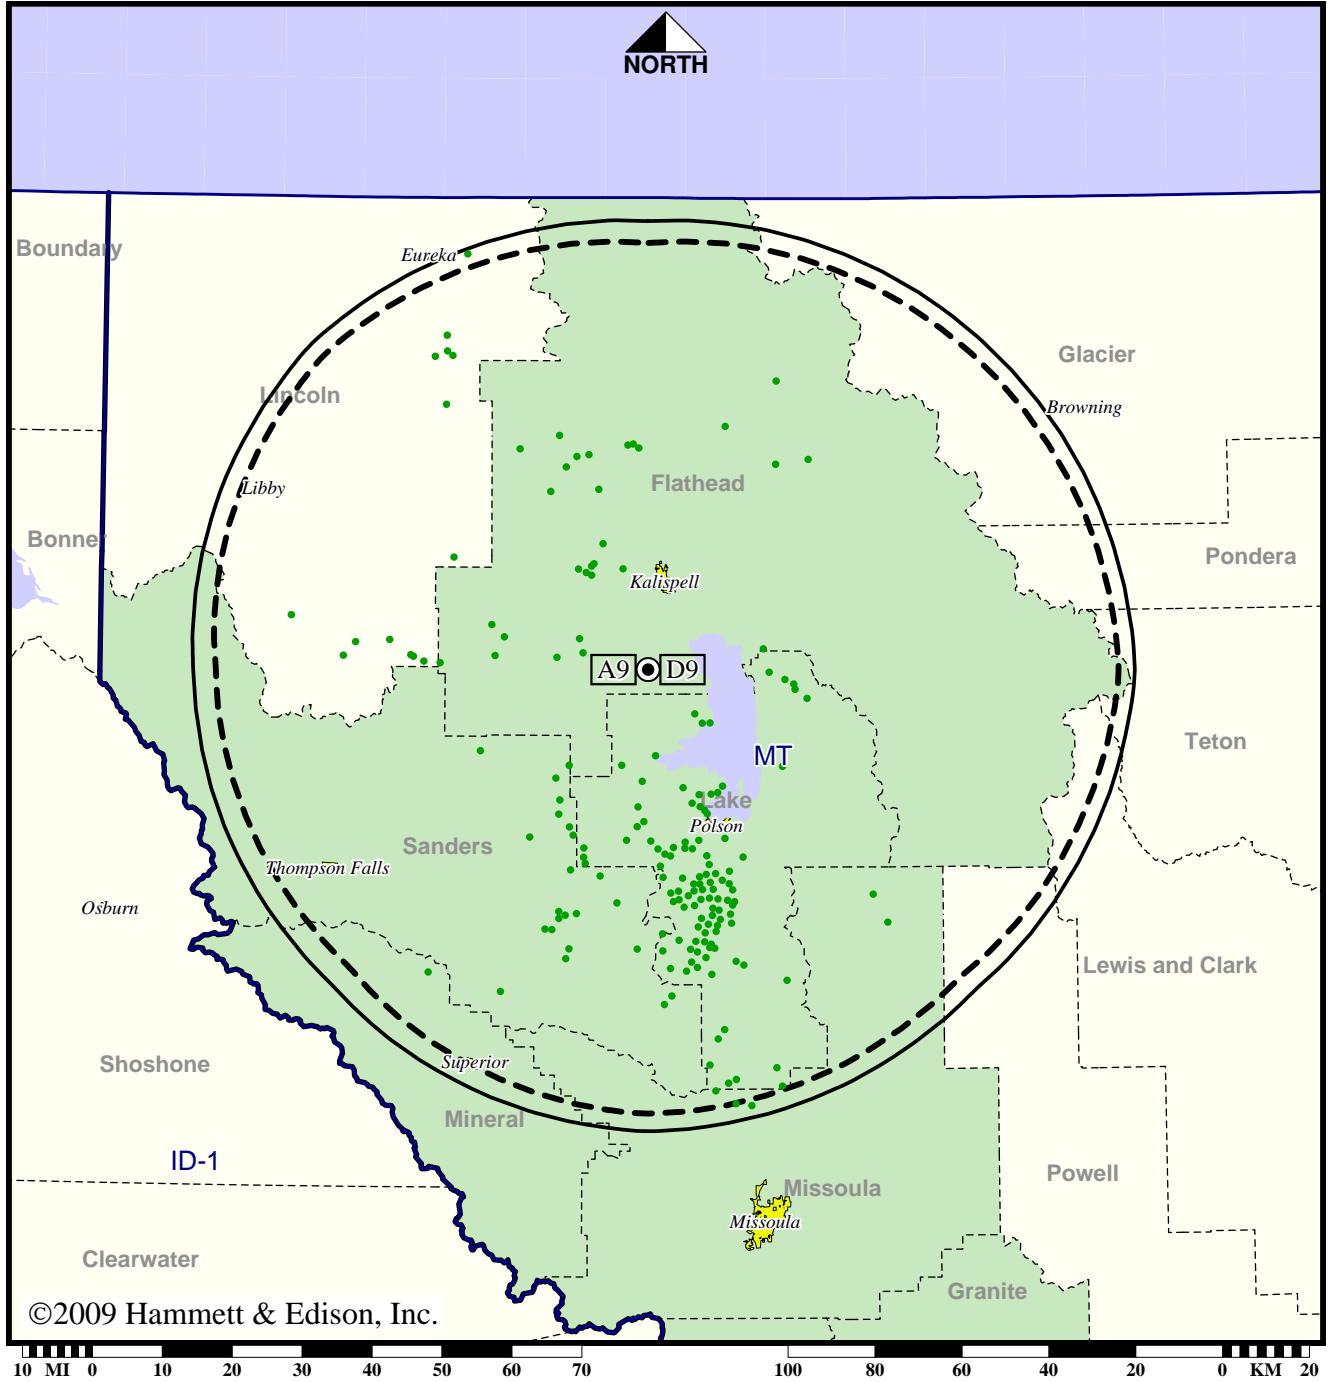 NORTH
Boundary
Eureka
Glacier
Lincoln
Browning
Flathead
Libby
Bonner
Pondera
Kalispell
A9 D9
Teton
MT
Lake
Polson
Sanders
Thompson Falls
Osburn
Lewis and Clark
Shoshone
Superior
Mineral
ID-1
Powell
Missoula
Missoula
Clearwater
Granite
©2009 Hammett & Edison, Inc.
10 MI 0 10 20 30 40 50 60 70 100 80 60 40 20 0 KM 20